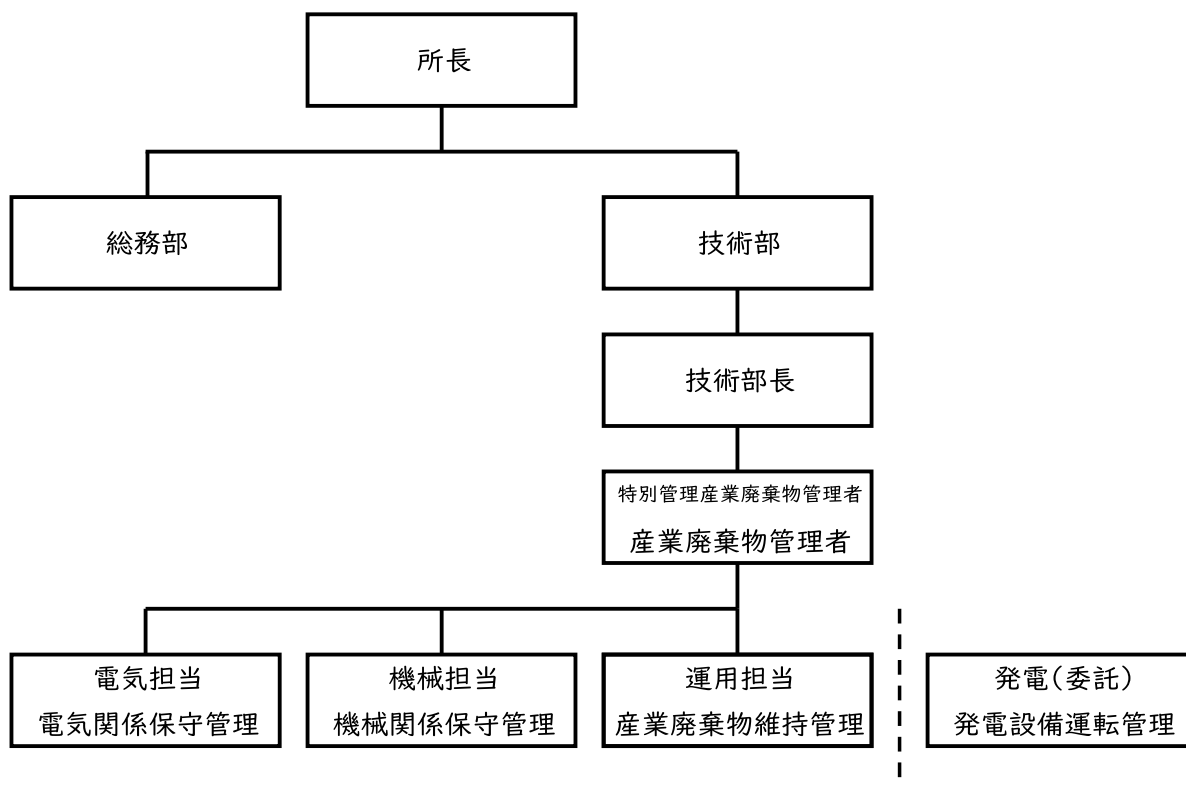 所長
総務部
技術部
技術部長
特別管理産業廃棄物管理者
産業廃棄物管理者
電気担当
電気関係保守管理
機械担当
機械関係保守管理
運用担当
産業廃棄物維持管理
発電(委託)
発電設備運転管理